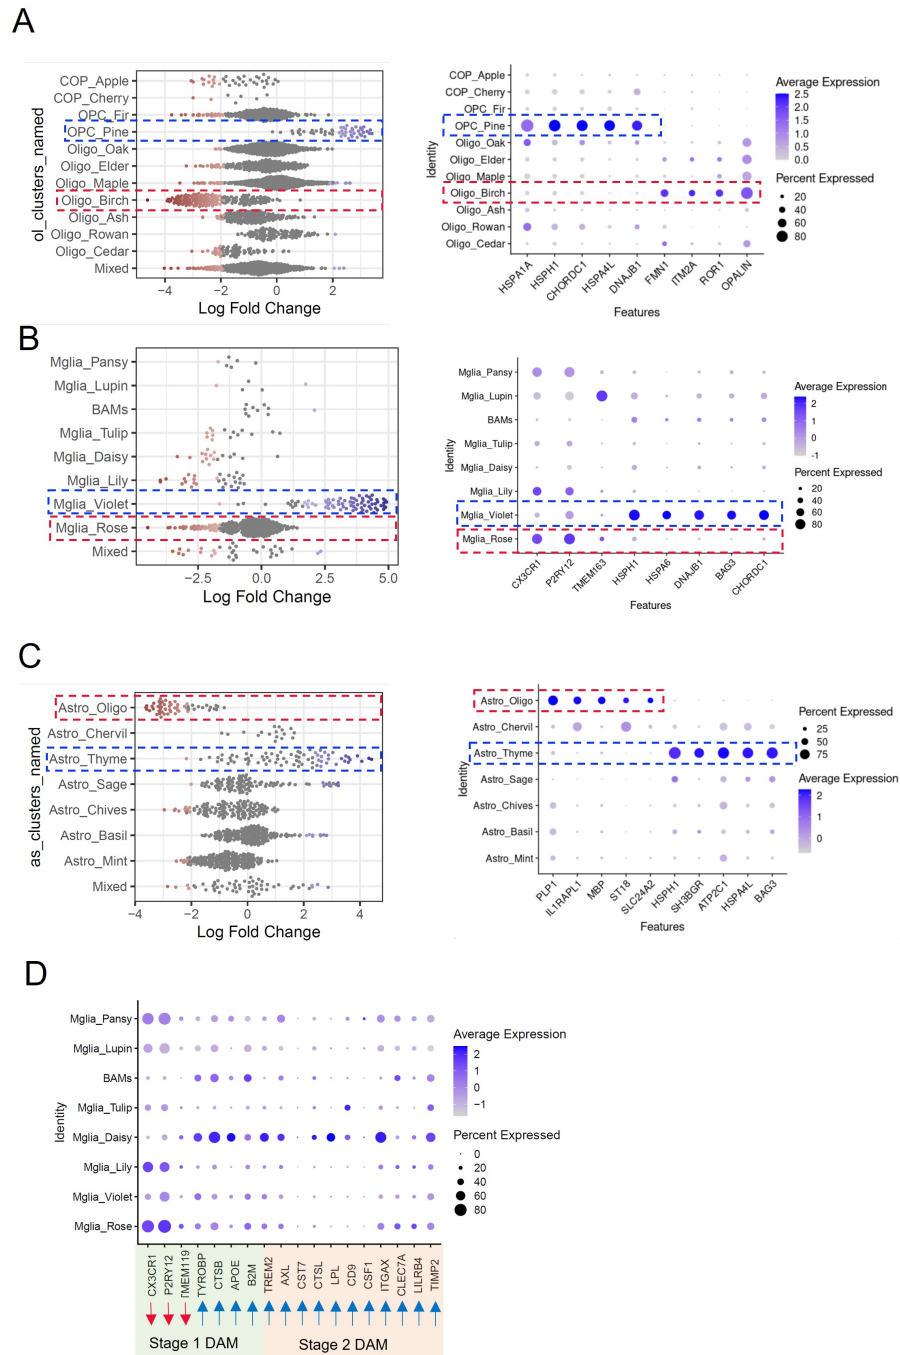 A
ol_clusters_named
COP_Apple
COP_Cherry
OPC_Fir
OPC_Pine
Oligo_Oak
Oligo_Elder
Oligo_Maple
Oligo_Birch
Oligo_Ash
Oligo_Rowan
Oligo_Cedar
Mixed
−4 −2 0 2
Log Fold Change
Identity
COP_Apple
COP_Cherry
OPC_Fir
OPC_Pine
Oligo_Oak
Oligo_Elder
Oligo_Maple
Oligo_Birch
Oligo_Ash
Oligo_Rowan
Oligo_Cedar
HSPA1A HSPH1 CHORDC1 HSPA4L DNAJB1 FMN1 ITM2A ROR1 OPALIN
Features
Average Expression
2.5
2.0
1.5
1.0
0.5
0.0
Percent Expressed
20
40
60
80
B
Mglia_Pansy
Mglia_Lupin
BAMs
Mglia_Tulip
Mglia_Daisy
Mglia_Lily
Mglia_Violet
Mglia_Rose
Mixed
−2.5 0.0 2.5 5.0
Log Fold Change
Identity
Mglia_Pansy
Mglia_Lupin
BAMs
Mglia_Tulip
Mglia_Daisy
Mglia_Lily
Mglia_Violet
Mglia_Rose
CX3CR1 P2RY12 TMEM163 HSPH1 HSPA6 DNAJB1 BAG3 CHORDC1
Features
Average Expression
2
1
0
-1
Percent Expressed
20
40
60
80
C
as_clusters_named
Astro_Oligo
Astro_Chervil
Astro_Thyme
Astro_Sage
Astro_Chives
Astro_Basil
Astro_Mint
Mixed
−4 −2 0 2 4
Log Fold Change
Identity
Astro_Oligo
Astro_Chervil
Astro_Thyme
Astro_Sage
Astro_Chives
Astro_Basil
Astro_Mint
PLP1 IL1RAPL1 MBP ST18 SLC24A2 HSPH1 SH3BGR ATP2C1 HSPA4L BAG3
Features
Percent Expressed
25
50
75
Average Expression
2
1
0
D
Identity
Mglia_Pansy
Mglia_Lupin
BAMs
Mglia_Tulip
Mglia_Daisy
Mglia_Lily
Mglia_Violet
Mglia_Rose
CX3CR1 P2RY12 TMEM119 TYROBP CTSB APOE B2M TREM2 AXL CST7 CTSL LPL CD9 CSF1 ITGAX CLEC7A LILRB4 TIMP2
Stage 1 DAM Stage 2 DAM
Average Expression
2
1
0
−1
Percent Expressed
0
20
40
60
80